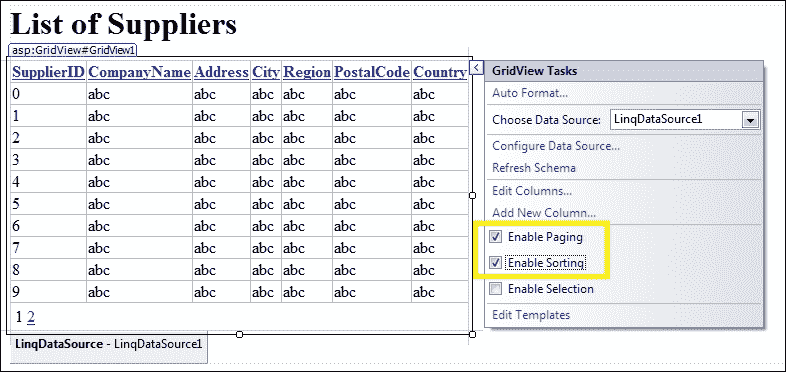 List of Suppliers
asp:GridView#GridView1
SupplierID CompanyName Address City Region PostalCode Country
0 abc abc abc abc abc abc
1 abc abc abc abc abc abc
2 abc abc abc abc abc abc
3 abc abc abc abc abc abc
4 abc abc abc abc abc abc
5 abc abc abc abc abc abc
6 abc abc abc abc abc abc
7 abc abc abc abc abc abc
8 abc abc abc abc abc abc
9 abc abc abc abc abc abc
1 2
LinqDataSource - LinqDataSource1
GridView Tasks
Auto Format...
Choose Data Source: LinqDataSource1
Configure Data Source...
Refresh Schema
Edit Columns...
Add New Column...
Enable Paging
Enable Sorting
Enable Selection
Edit Templates